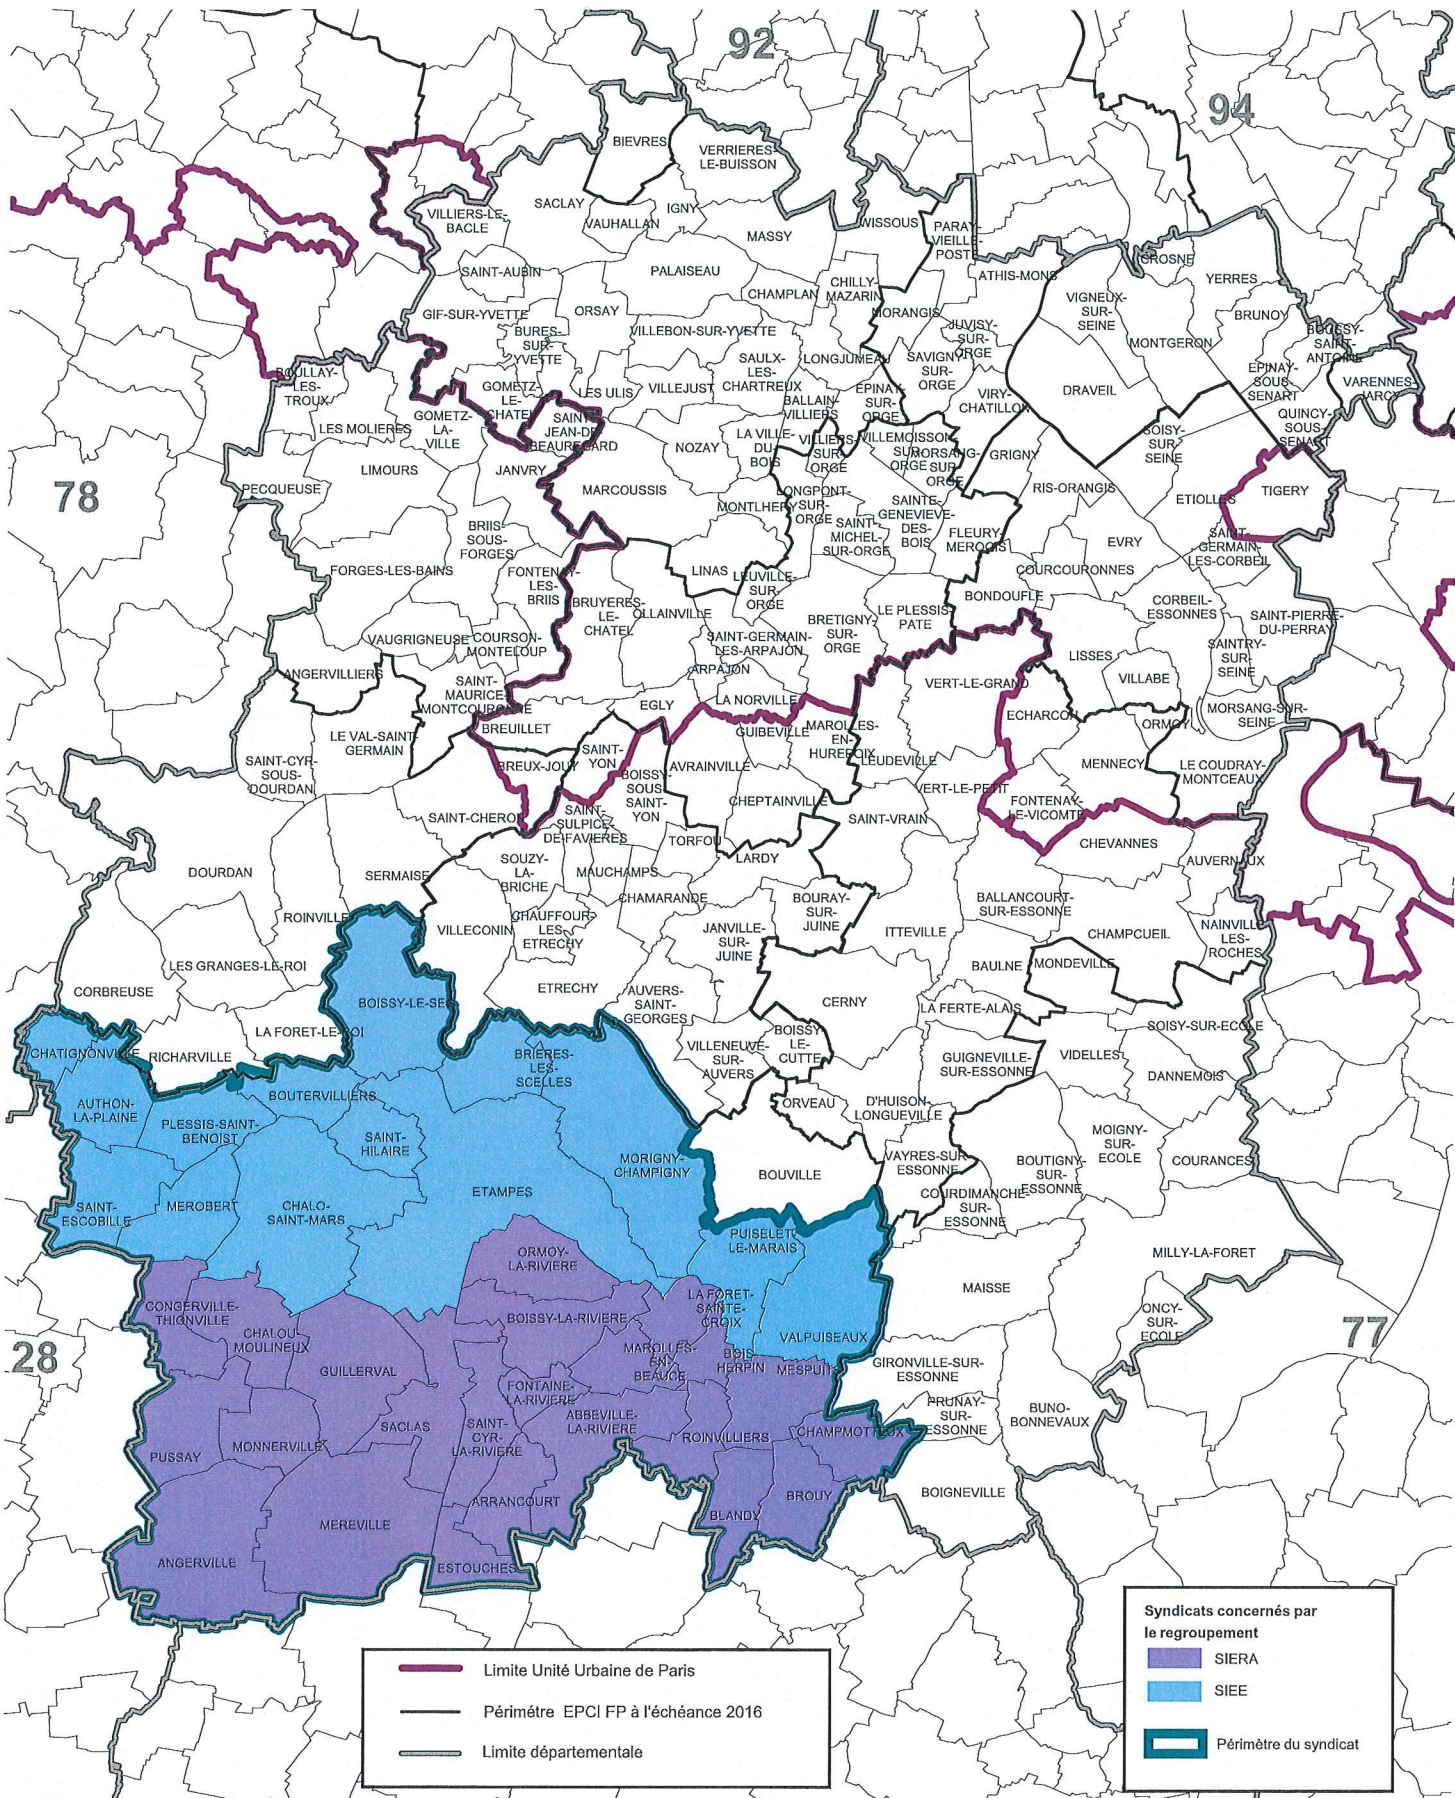 92
94
BIEVRES
VERRIERES-
LE-BUISSON
SACLAY
VAUHALLAN
IGNY
VILLIERS-LE-
BACLE
MASSY
WISSOUS
PARAY-
VIEILLE-
POSTE
SAINT-AUBIN
PALAISEAU
ATHIS-MONS
CROSNE
YERRES
CHAMPLAN
CHILLY-
MAZARIN
GIF-SUR-YVETTE
ORSAY
MORANGIS
VIGNEUX-
SUR-
SEINE
BRUNOY
BURES-
SUR-
YVETTE
VILLEBON-SUR-YVETTE
JUVISY-
SUR-
ORGE
MONTGERON
BOUSSY-
SAINT-
ANTOINE
SAULX-
LES-
CHARTREUX
LONGJUMEAU
SAVIGNY-
SUR-
ORGE
EPINAY-
SOUS-
SENART
VARENNES-
JARCY
BOULLAY-
LES-
TROUX
GOMETZ-
LE-
CHATEL
LES ULIS
VILLEJUST
BALLAIN-
VILLIERS
EPINAY-
SUR-
ORGE
VIRY-
CHATILLON
DRAVEIL
QUINCY-
SOUS-
SENART
LES MOLIERES
GOMETZ-
LA-
VILLE
SAINT-
JEAN-DE-
BEAUREGARD
NOZAY
LA VILLE-
DU-
BOIS
VILLIERS-
SUR-
ORGE
VILLEMOISSON-
SUR-
ORGE
MORSANG-
SUR-
ORGE
GRIGNY
SOISY-
SUR-
SEINE
LIMOURS
JANVRY
78
PECQUEUSE
MARCOUSSIS
MONTLHERY
LONGPONT-
SUR-
ORGE
SAINTE-
GENEVIEVE-
DES-
BOIS
RIS-ORANGIS
ETIOLLES
TIGERY
BRIIS-
SOUS-
FORGES
SAINT-
MICHEL-
SUR-ORGE
FLEURY-
MEROGIS
EVRY
SAINT-
GERMAIN-
LES-CORBEIL
FORGES-LES-BAINS
FONTENAY-
LES-
BRIIS
LINAS
LEUVILLE-
SUR-
ORGE
COURCOURONNES
BRUYERES-
LE-
CHATEL
OLLAINVILLE
BONDOUFLE
CORBEIL-
ESSONNES
BRETIGNY-
SUR-
ORGE
LE PLESSIS-
PATE
SAINT-PIERRE-
DU-PERRAY
VAUGRIGNEUSE
COURSON-
MONTELOUP
SAINT-GERMAIN-
LES-ARPAJON
SAINTRY-
SUR-
SEINE
ANGERVILLIERS
ARPAJON
LISSES
VILLABE
SAINT-
MAURICE-
MONTCOURONNE
EGLY
LA NORVILLE
VERT-LE-GRAND
ECHARCON
ORMOY
MORSANG-SUR-
SEINE
LE VAL-SAINT-
GERMAIN
BREUILLET
GUIBEVILLE
MAROLLES-
EN-
HUREPOIX
BREUX-JOUY
SAINT-
YON
LEUDEVILLE
SAINT-CYR-
SOUS-
DOURDAN
BOISSY-
SOUS-
SAINT-
YON
AVRAINVILLE
MENNECY
LE COUDRAY-
MONTCEAUX
CHEPTAINVILLE
VERT-LE-PETIT
FONTENAY-
LE-VICOMTE
SAINT-CHERON
SAINT-
SULPICE-
DE-FAVIERES
SAINT-VRAIN
TORFOU
CHEVANNES
DOURDAN
SERMAISE
SOUZY-
LA-
BRICHE
MAUCHAMPS
LARDY
AUVERNAUX
CHAMARANDE
BOURAY-
SUR-
JUINE
BALLANCOURT-
SUR-ESSONNE
ROINVILLE
VILLECONIN
CHAUFFOUR-
LES-
ETRECHY
JANVILLE-
SUR-
JUINE
ITTEVILLE
CHAMPCUEIL
NAINVILLE-
LES-
ROCHES
LES GRANGES-LE-ROI
BAULNE
MONDEVILLE
CORBREUSE
ETRECHY
AUVERS-
SAINT-
GEORGES
CERNY
BOISSY-LE-SEC
LA FERTE-ALAIS
LA FORET-LE-ROI
SOISY-SUR-ECOLE
CHATIGNONVILLE
RICHARVILLE
VILLENEUVE-
SUR-
AUVERS
BOISSY-
LE-
CUTTE
BRIERES-
LES-
SCELLES
GUIGNEVILLE-
SUR-ESSONNE
VIDELLES
DANNEMOIS
BOUTERVILLIERS
AUTHON-
LA-PLAINE
ORVEAU
D'HUISON-
LONGUEVILLE
PLESSIS-SAINT-
BENOIST
SAINT-
HILAIRE
MOIGNY-
SUR-
ECOLE
MORIGNY-
CHAMPIGNY
BOUVILLE
VAYRES-SUR-
ESSONNE
BOUTIGNY-
SUR-
ESSONNE
COURANCES
SAINT-
ESCOBILLE
MEROBERT
CHALO-
SAINT-MARS
ETAMPES
COURDIMANCHE-
SUR-
ESSONNE
PUISELET-
LE-MARAIS
ORMOY-
LA-RIVIERE
MILLY-LA-FORET
MAISSE
CONGERVILLE-
THIONVILLE
LA FORET-
SAINTE-
CROIX
BOISSY-LA-RIVIERE
ONCY-
SUR-
ECOLE
28
CHALOU-
MOULINEUX
VALPUISEAUX
77
GUILLERVAL
MAROLLES-
EN-
BEAUCE
BOIS-
HERPIN
MESPUITS
GIRONVILLE-SUR-
ESSONNE
FONTAINE-
LA-RIVIERE
PRUNAY-
SUR-
ESSONNE
BUNO-
BONNEVAUX
SACLAS
SAINT-
CYR-
LA-RIVIERE
ABBEVILLE-
LA-RIVIERE
ROINVILLIERS
CHAMPMOTTEUX
PUSSAY
MONNERVILLE
BOIGNEVILLE
ARRANCOURT
BROUY
MEREVILLE
BLANDY
ANGERVILLE
ESTOUCHES
Syndicats concernés par
le regroupement
SIERA
SIEE
Périmètre du syndicat
Limite Unité Urbaine de Paris
Périmétre EPCI FP à l'échéance 2016
Limite départementale